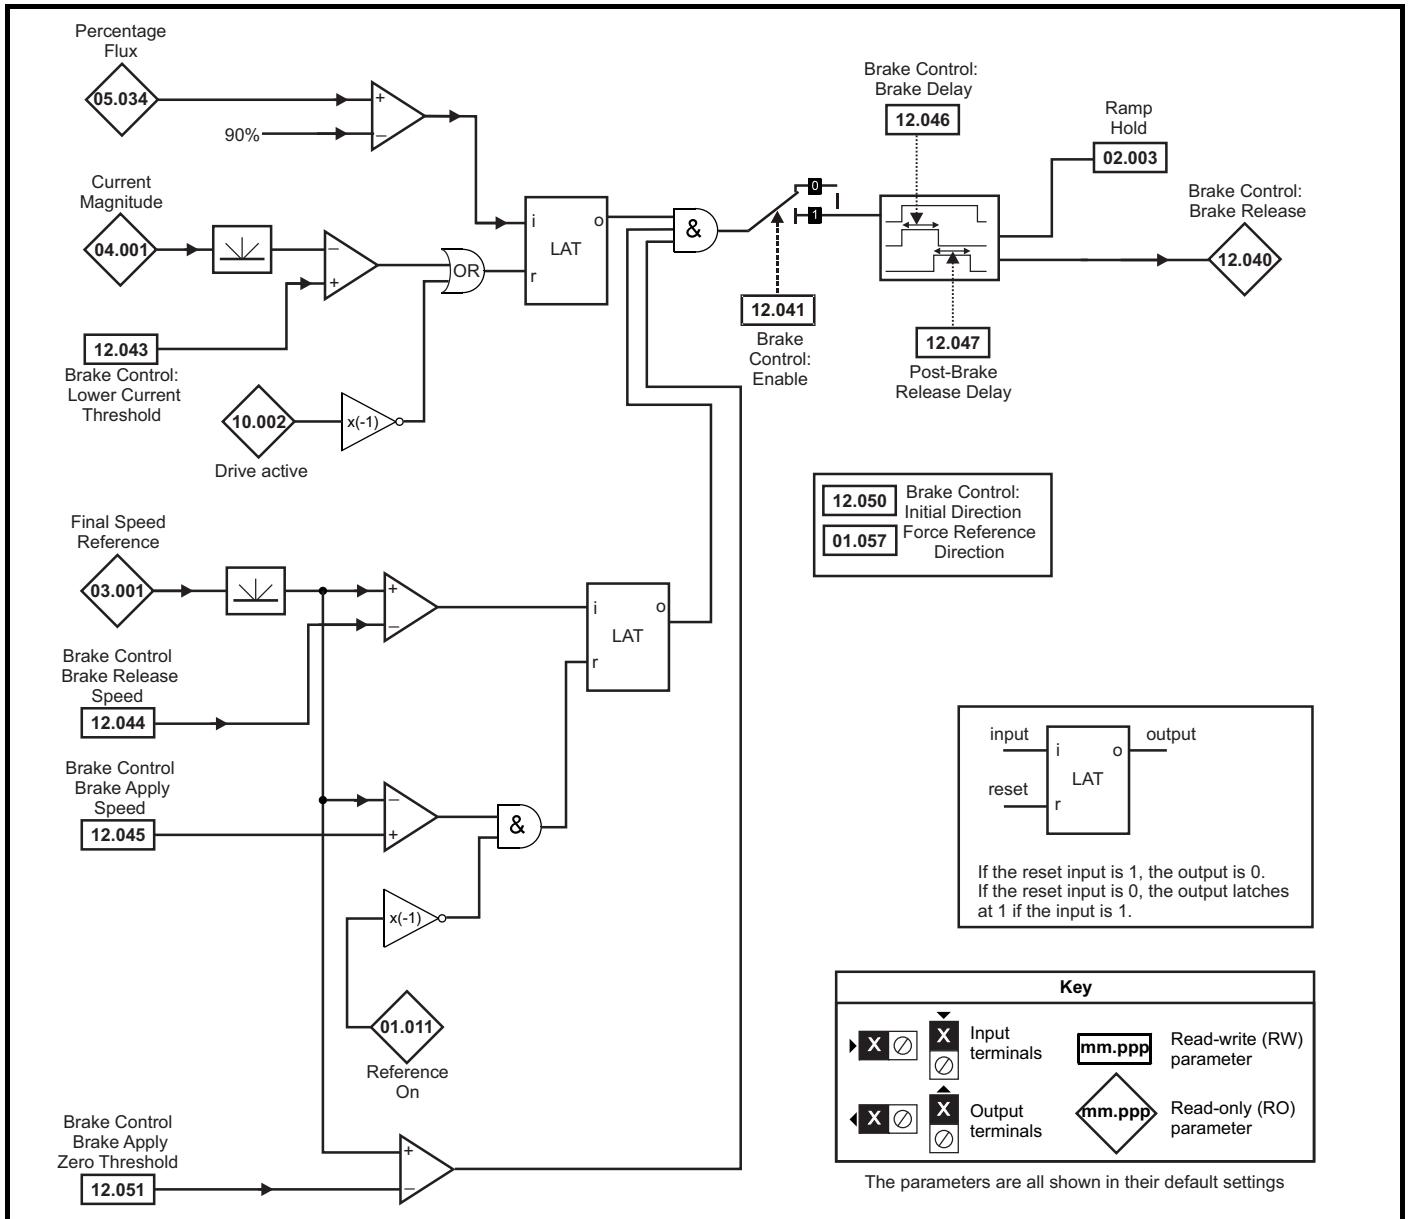 Percentage
Flux
05.034
+
90%
–
Current
Magnitude
04.001
–
+
OR
12.043
Brake Control:
Lower Current
Threshold
10.002
x(-1)
Drive active
i
o
LAT
r
&
0
1
12.041
Brake
Control:
Enable
Brake Control:
Brake Delay
12.046
12.047
Post-Brake
Release Delay
Ramp
Hold
02.003
Brake Control:
Brake Release
12.040
12.050
Brake Control:
Initial Direction
01.057
Force Reference
Direction
Final Speed
Reference
03.001
+
–
Brake Control
Brake Release
Speed
12.044
i
o
LAT
r
Brake Control
Brake Apply
Speed
12.045
–
+
&
x(-1)
01.011
Reference
On
Brake Control
Brake Apply
Zero Threshold
12.051
+
–
input
i
o
output
LAT
reset
r
If the reset input is 1, the output is 0.
If the reset input is 0, the output latches
at 1 if the input is 1.
Key
X
X
Input
terminals
mm.ppp
Read-write (RW)
parameter
X
X
Output
terminals
mm.ppp
Read-only (RO)
parameter
The parameters are all shown in their default settings